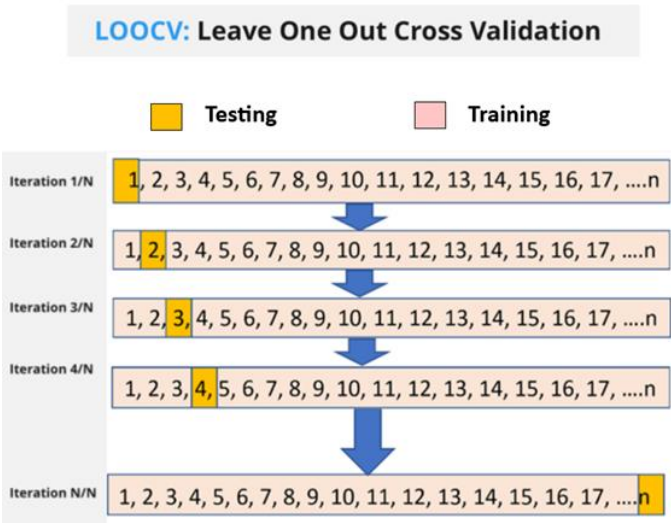 LOOCV: Leave One Out Cross Validation
Testing Training
Iteration 1/N 1, 2, 3, 4, 5, 6, 7, 8, 9, 10, 11, 12, 13, 14, 15, 16, 17, ....n
Iteration 2/N 1, 2, 3, 4, 5, 6, 7, 8, 9, 10, 11, 12, 13, 14, 15, 16, 17, ....n
Iteration 3/N 1, 2, 3, 4, 5, 6, 7, 8, 9, 10, 11, 12, 13, 14, 15, 16, 17, ....n
Iteration 4/N 1, 2, 3, 4, 5, 6, 7, 8, 9, 10, 11, 12, 13, 14, 15, 16, 17, ....n
Iteration N/N 1, 2, 3, 4, 5, 6, 7, 8, 9, 10, 11, 12, 13, 14, 15, 16, 17, ....n